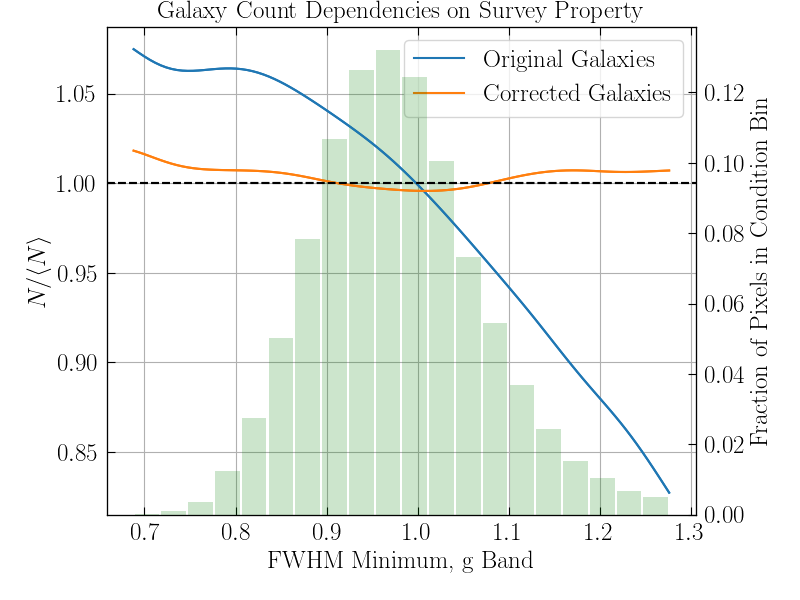 Galaxy Count Dependencies on Survey Property
Original Galaxies
Corrected Galaxies
1.05
1.00
0.95
0.90
0.85
N/⟨N⟩
0.12
0.10
0.08
0.06
0.04
0.02
0.00
Fraction of Pixels in Condition Bin
0.7 0.8 0.9 1.0 1.1 1.2 1.3
FWHM Minimum, g Band